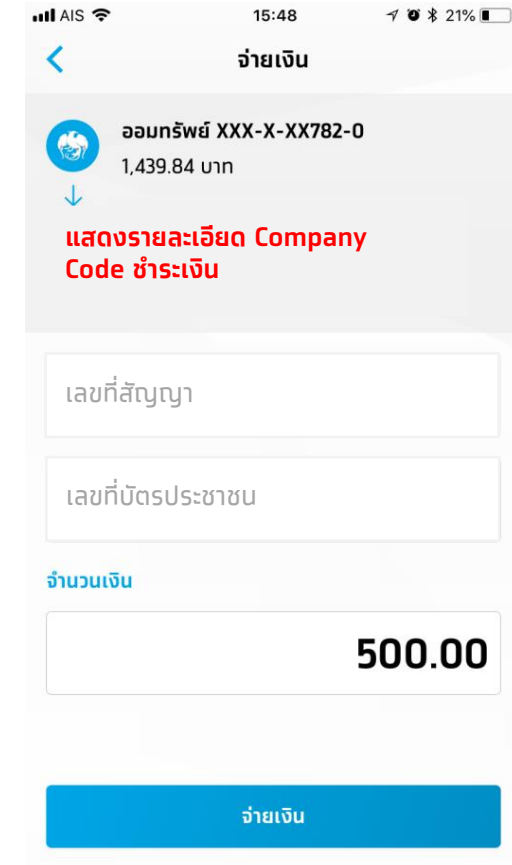 AIS 15:48 21%
จ่ายเงิน
ออมทรัพย์ XXX-X-XX782-0
1,439.84 บาท
แสดงรายละเอียด Company
Code ชำระเงิน
เลขที่สัญญา
เลขที่บัตรประชาชน
จำนวนเงิน
500.00
จ่ายเงิน